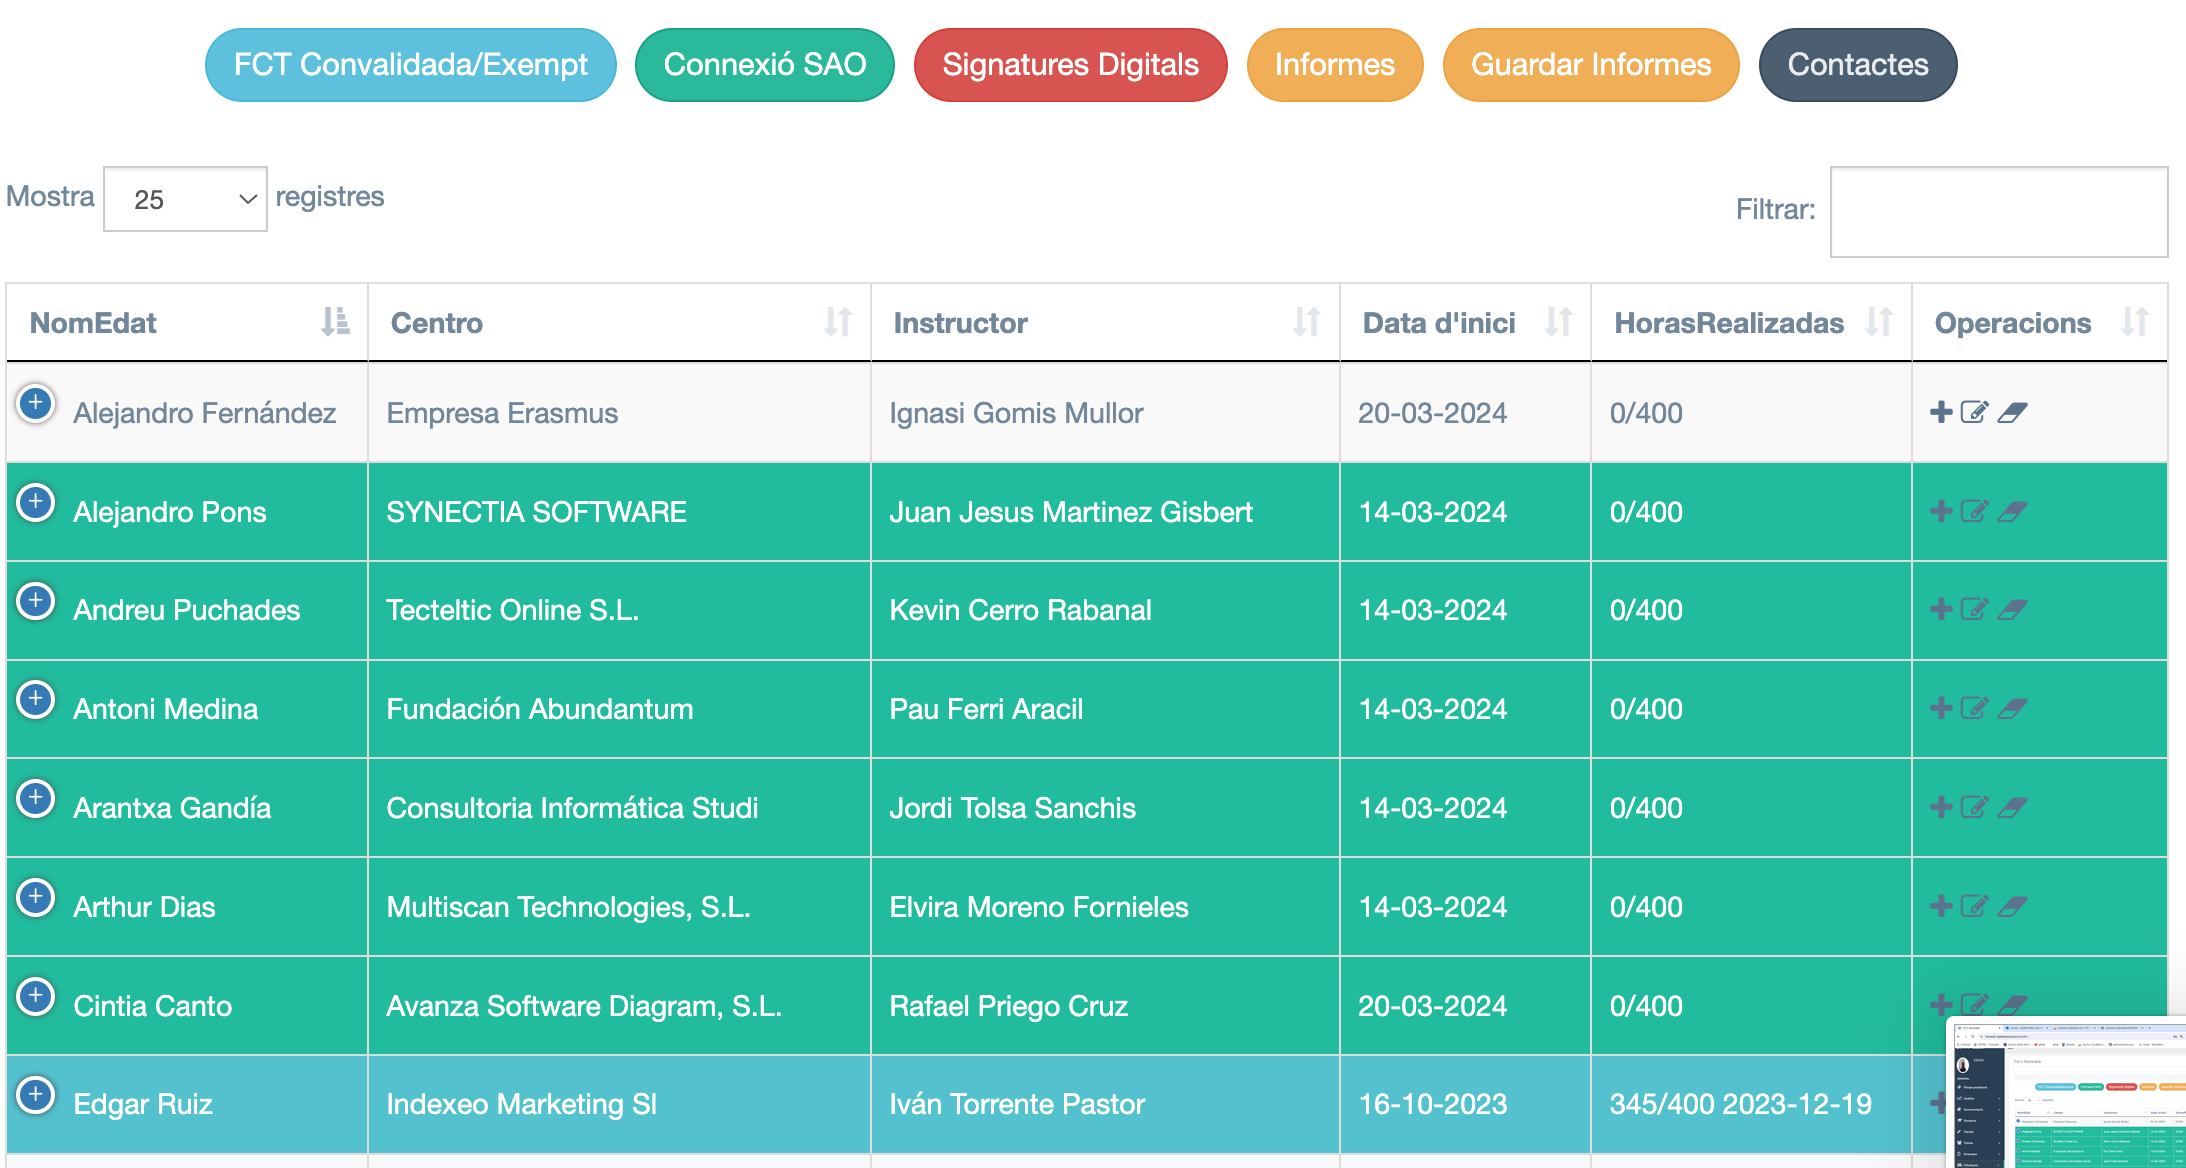 FCT Convalidada/Exempt Connexió SAO Signatures Digitals Informes Guardar Informes Contactes
Mostra 25 registres Filtrar:
NomEdat Centro Instructor Data d'inici HorasRealizadas Operacions
Alejandro Fernández Empresa Erasmus Ignasi Gomis Mullor 20-03-2024 0/400
Alejandro Pons SYNECTIA SOFTWARE Juan Jesus Martinez Gisbert 14-03-2024 0/400
Andreu Puchades Tecteltic Online S.L. Kevin Cerro Rabanal 14-03-2024 0/400
Antoni Medina Fundación Abundantum Pau Ferri Aracil 14-03-2024 0/400
Arantxa Gandía Consultoria Informática Studi Jordi Tolsa Sanchis 14-03-2024 0/400
Arthur Dias Multiscan Technologies, S.L. Elvira Moreno Fornieles 14-03-2024 0/400
Cintia Canto Avanza Software Diagram, S.L. Rafael Priego Cruz 20-03-2024 0/400
Edgar Ruiz Indexeo Marketing Sl Iván Torrente Pastor 16-10-2023 345/400 2023-12-19